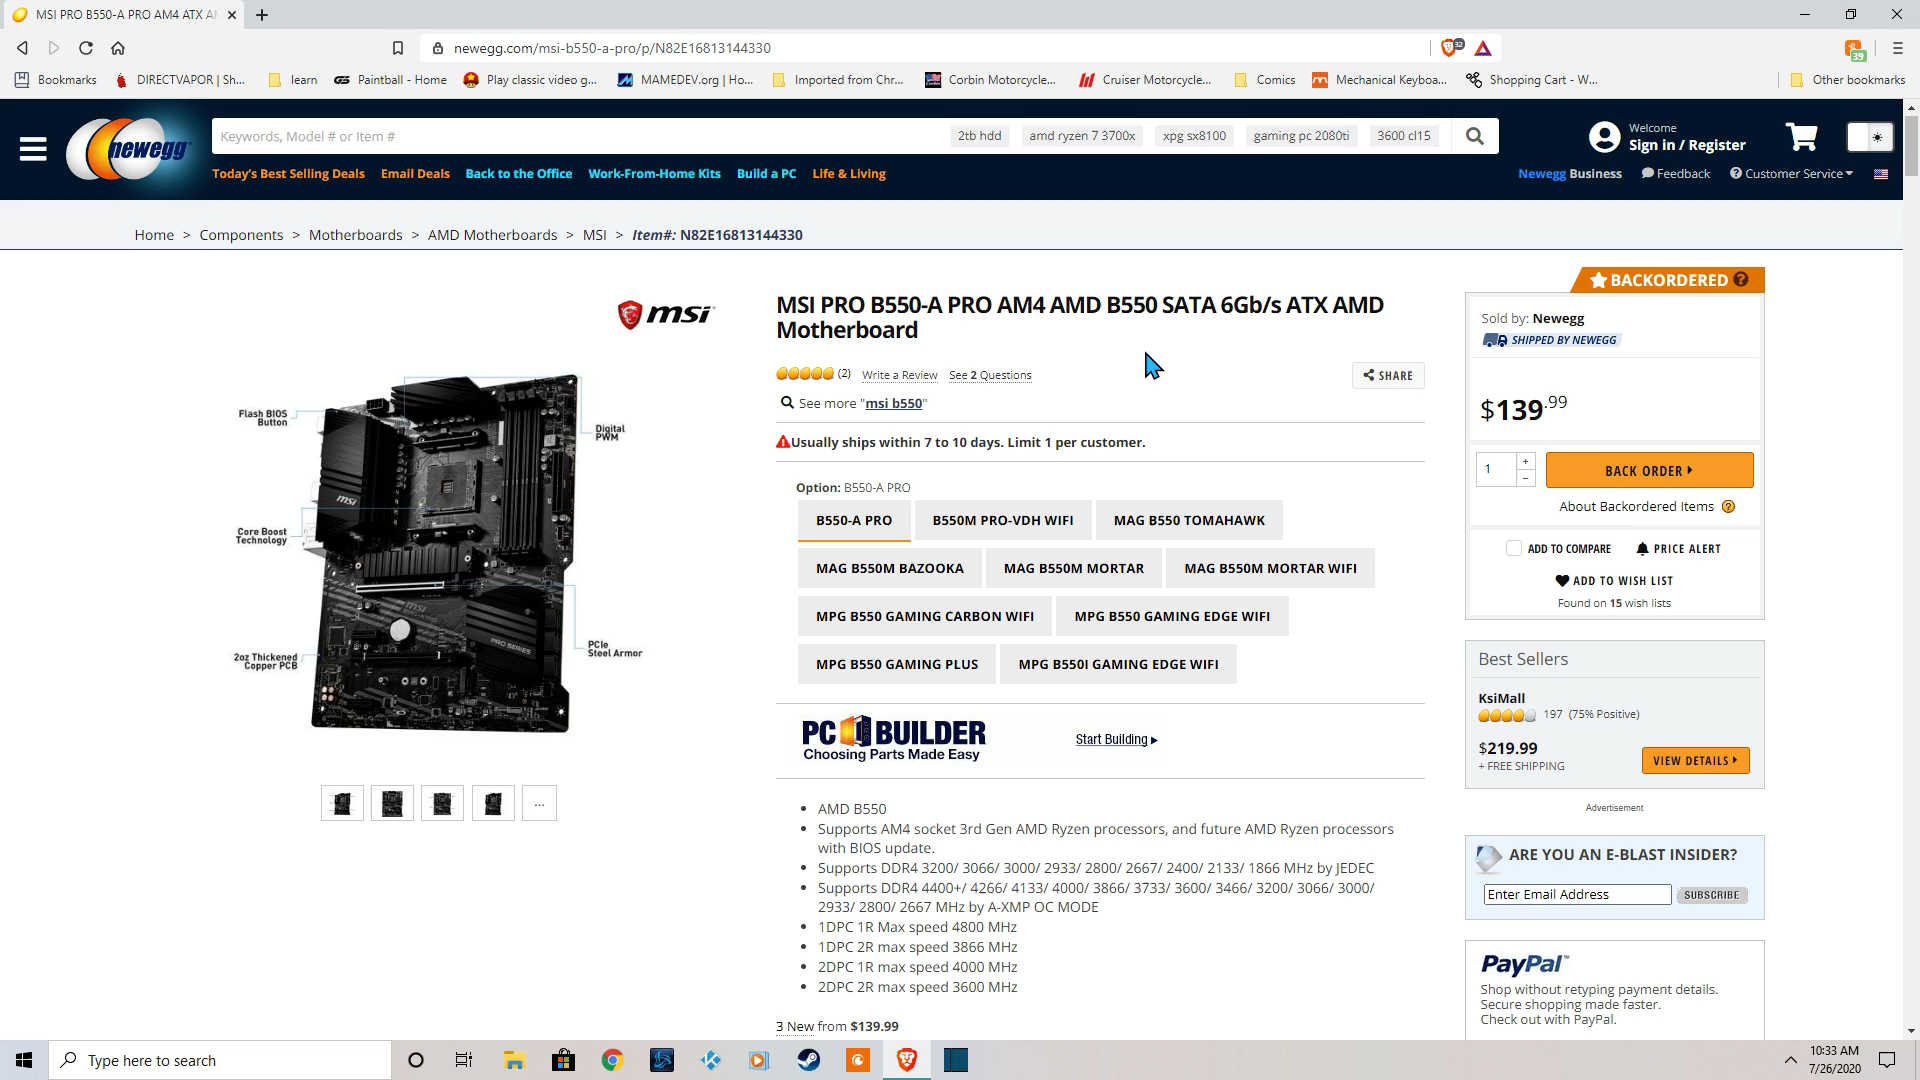 MSI PRO B550-A PRO AM4 ATX AM
newegg.com/msi-b550-a-pro/p/N82E16813144330
32
39
Bookmarks
DIRECTVAPOR | Sh...
learn
Paintball - Home
Play classic video g...
MAMEDEV.org | Ho...
Imported from Chr...
Corbin Motorcycle...
Cruiser Motorcycle...
Comics
Mechanical Keyboa...
Shopping Cart - W...
Other bookmarks
newegg
Keywords, Model # or Item #
2tb hdd
amd ryzen 7 3700x
xpg sx8100
gaming pc 2080ti
3600 cl15
Welcome
Sign in / Register
Today's Best Selling Deals
Email Deals
Back to the Office
Work-From-Home Kits
Build a PC
Life & Living
Newegg Business
Feedback
Customer Service
Home > Components > Motherboards > AMD Motherboards > MSI > Item#: N82E16813144330
msi
Flash BIOS
Button
Digital
PWM
msi
Core Boost
Technology
msi
PRO SERIES
PCIe
Steel Armor
2oz Thickened
Copper PCB
...
MSI PRO B550-A PRO AM4 AMD B550 SATA 6Gb/s ATX AMD
Motherboard
(2) Write a Review See 2 Questions
SHARE
See more "msi b550"
Usually ships within 7 to 10 days. Limit 1 per customer.
Option: B550-A PRO
B550-A PRO
B550M PRO-VDH WIFI
MAG B550 TOMAHAWK
MAG B550M BAZOOKA
MAG B550M MORTAR
MAG B550M MORTAR WIFI
MPG B550 GAMING CARBON WIFI
MPG B550 GAMING EDGE WIFI
MPG B550 GAMING PLUS
MPG B550I GAMING EDGE WIFI
PC BUILDER
Choosing Parts Made Easy
Start Building
• AMD B550
• Supports AM4 socket 3rd Gen AMD Ryzen processors, and future AMD Ryzen processors
with BIOS update.
• Supports DDR4 3200/ 3066/ 3000/ 2933/ 2800/ 2667/ 2400/ 2133/ 1866 MHz by JEDEC
• Supports DDR4 4400+/ 4266/ 4133/ 4000/ 3866/ 3733/ 3600/ 3466/ 3200/ 3066/ 3000/
2933/ 2800/ 2667 MHz by A-XMP OC MODE
• 1DPC 1R Max speed 4800 MHz
• 1DPC 2R max speed 3866 MHz
• 2DPC 1R max speed 4000 MHz
• 2DPC 2R max speed 3600 MHz
3 New from $139.99
BACKORDERED ?
Sold by: Newegg
SHIPPED BY NEWEGG
$139.99
1
+
-
BACK ORDER
About Backordered Items ?
ADD TO COMPARE
PRICE ALERT
ADD TO WISH LIST
Found on 15 wish lists
Best Sellers
KsiMall
197 (75% Positive)
$219.99
+ FREE SHIPPING
VIEW DETAILS
Advertisement
ARE YOU AN E-BLAST INSIDER?
Enter Email Address
SUBSCRIBE
PayPal™
Shop without retyping payment details.
Secure shopping made faster.
Check out with PayPal.
Type here to search
10:33 AM
7/26/2020